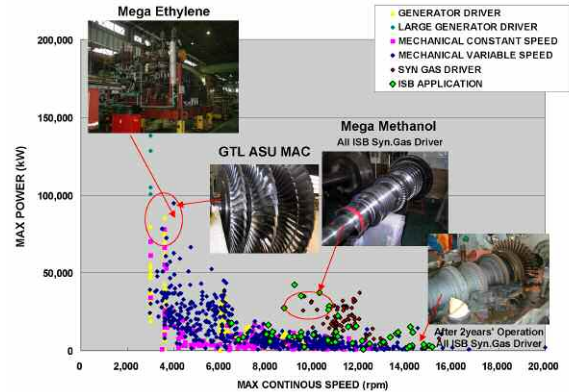 Mega Ethylene
GENERATOR DRIVER
LARGE GENERATOR DRIVER
MECHANICAL CONSTANT SPEED
MECHANICAL VARIABLE SPEED
SYN GAS DRIVER
ISB APPLICATION
GTL ASU MAC
Mega Methanol
All ISB Syn.Gas Driver
After 2years' Operation
All ISB Syn.Gas Driver
MAX POWER (kW)
200,000
150,000
100,000
50,000
0
0
2,000
4,000
6,000
8,000
10,000
12,000
14,000
16,000
18,000
20,000
MAX CONTINOUS SPEED (rpm)